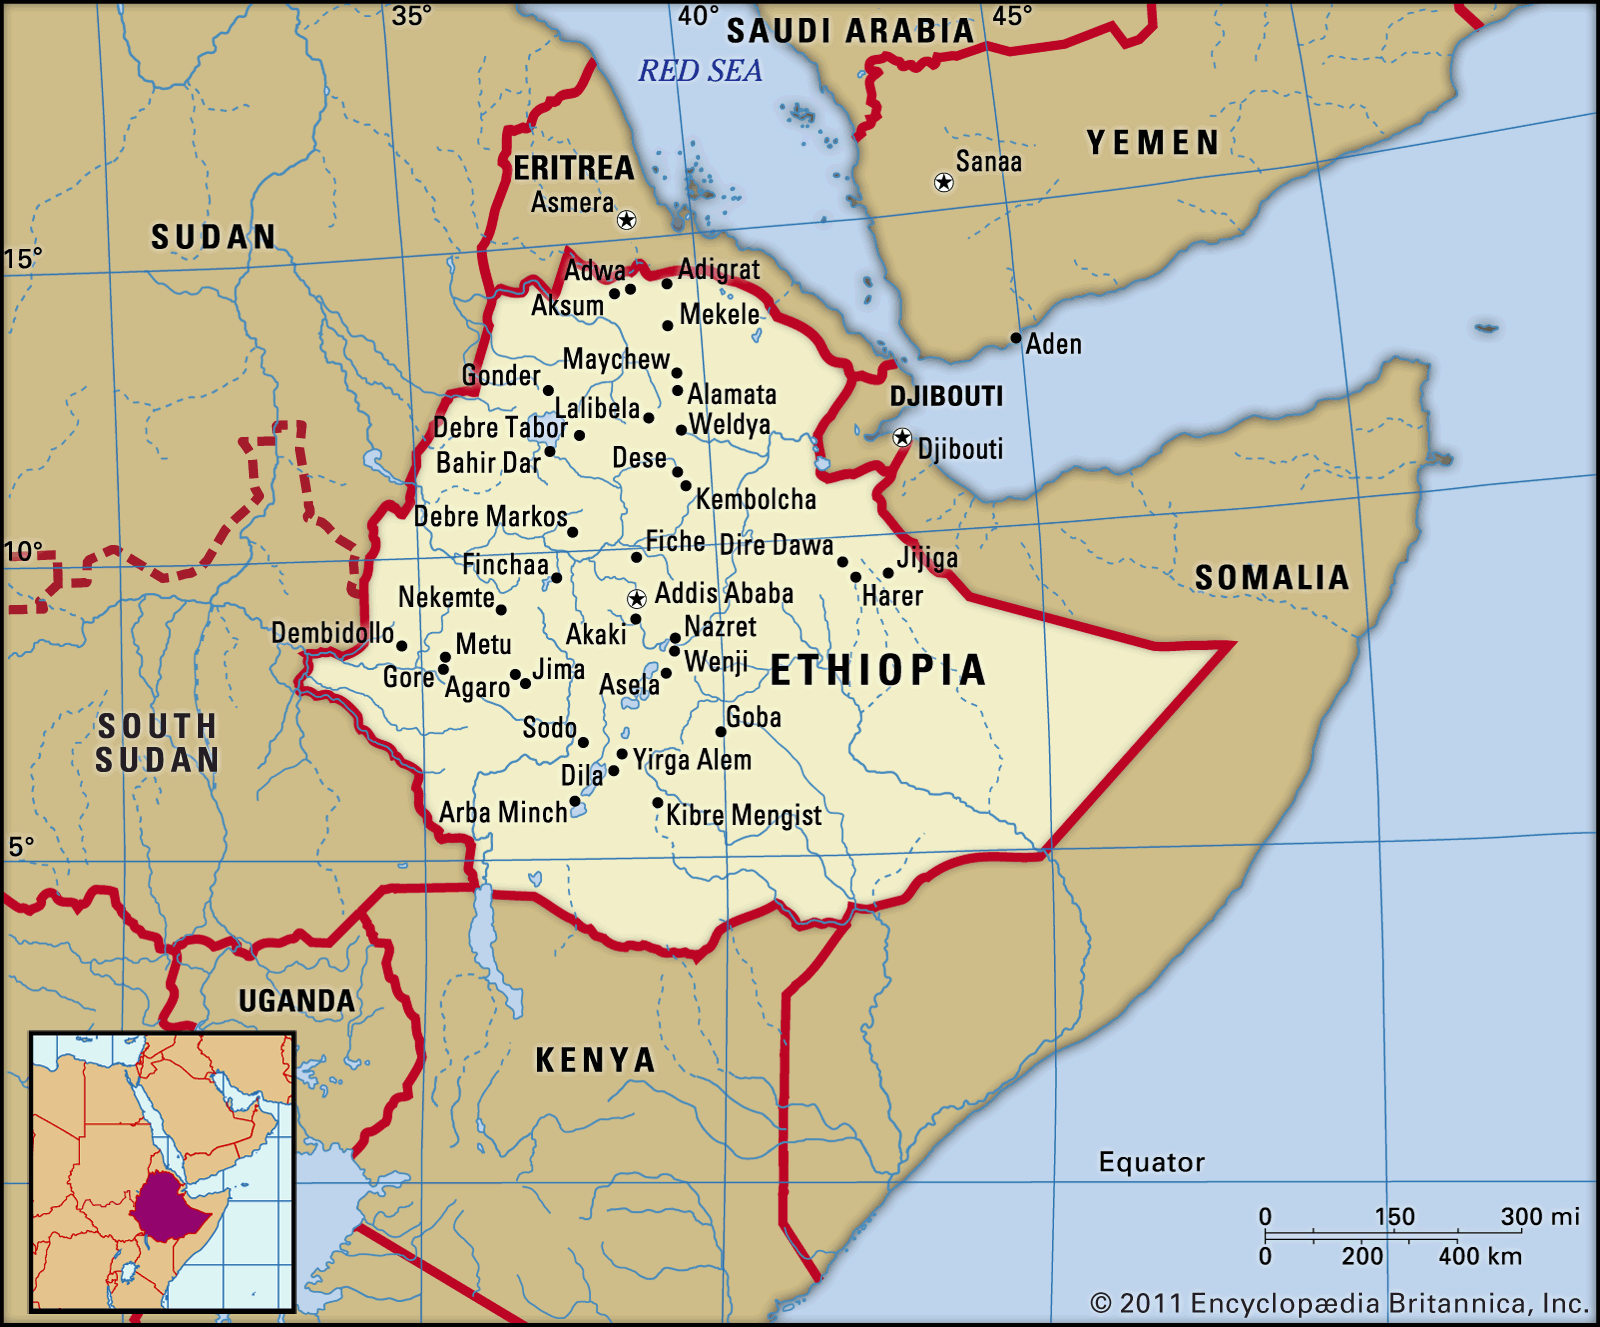 35°
40°
45°
SAUDI ARABIA
RED SEA
YEMEN
Sanaa
ERITREA
Asmera
SUDAN
15°
Adwa
Adigrat
Aksum
Mekele
Aden
Maychew
Gonder
Alamata
DJIBOUTI
Lalibela
Debre Tabor
Weldya
Djibouti
Bahir Dar
Dese
Kembolcha
Debre Markos
10°
Fiche
Dire Dawa
Jijiga
Finchaa
SOMALIA
Nekemte
Addis Ababa
Harer
Dembidollo
Akaki
Nazret
Metu
Wenji
ETHIOPIA
Gore
Agaro
Jima
Asela
SOUTH
SUDAN
Sodo
Goba
Dila
Yirga Alem
Arba Minch
Kibre Mengist
5°
UGANDA
KENYA
Equator
0 150 300 mi
0 200 400 km
© 2011 Encyclopædia Britannica, Inc.